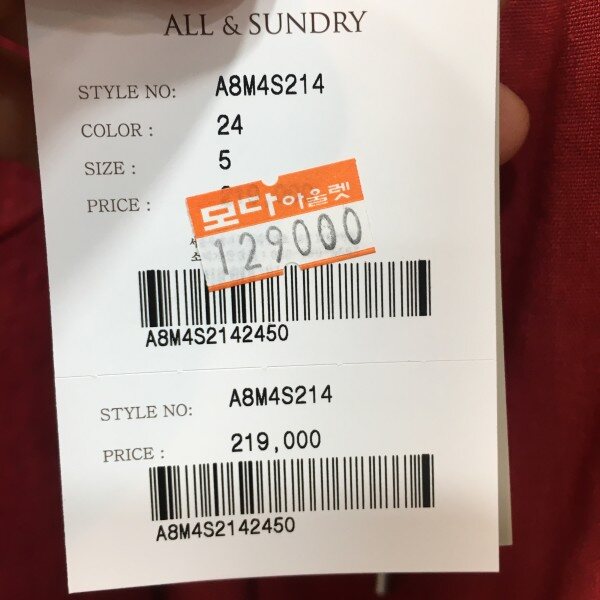 ALL & SUNDRY
STYLE NO: A8M4S214
COLOR : 24
SIZE : 5
PRICE :
모다아울렛
129000
A8M4S2142450
STYLE NO: A8M4S214
PRICE : 219,000
A8M4S2142450